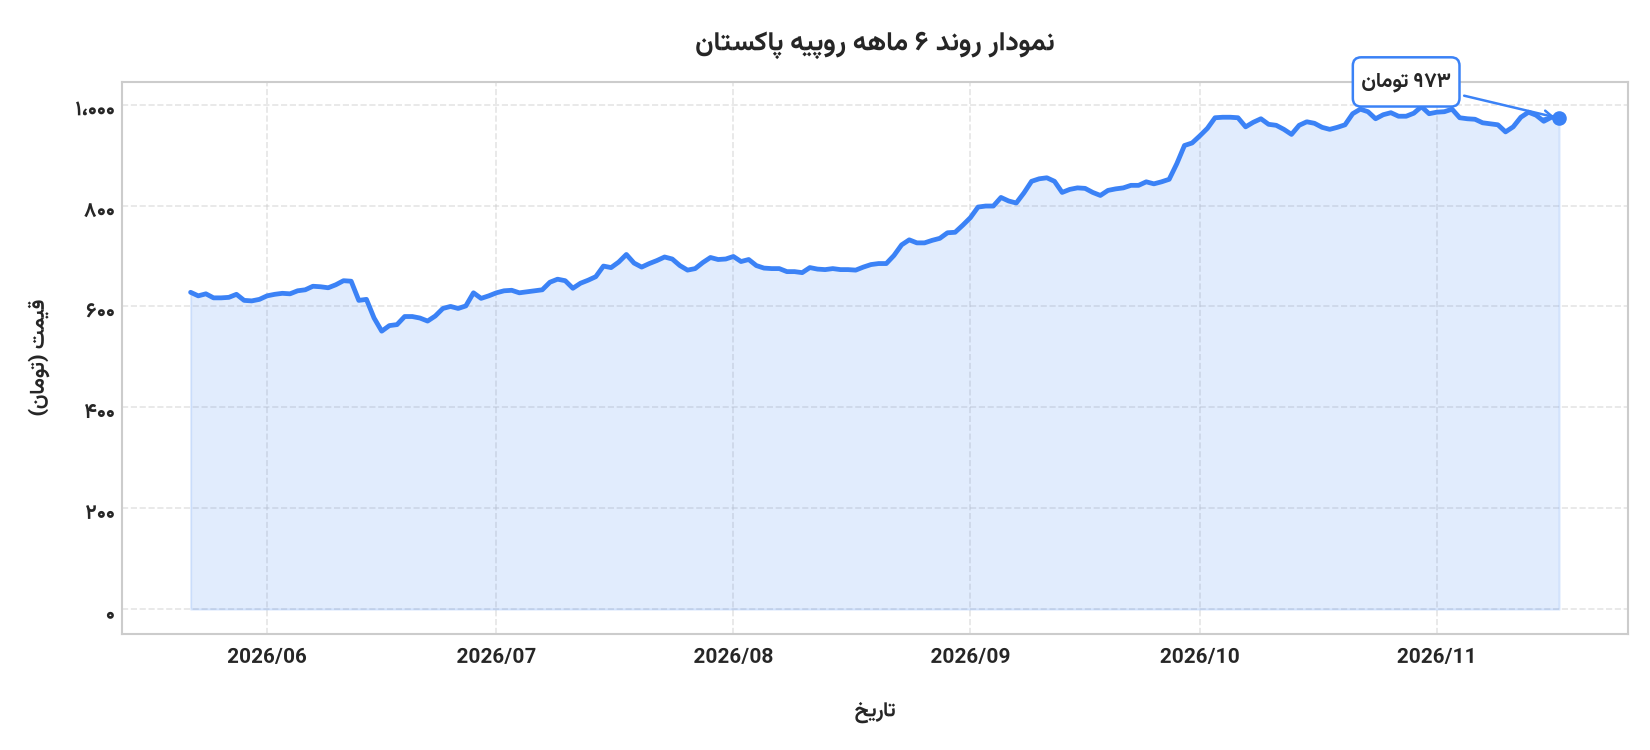 نمودار روند ۶ ماهه روپیه پاکستان
۹۷۳ تومان
۱,۰۰۰
۸۰۰
۶۰۰
۴۰۰
۲۰۰
۰
قیمت (تومان)
2026/06 2026/07 2026/08 2026/09 2026/10 2026/11
تاریخ